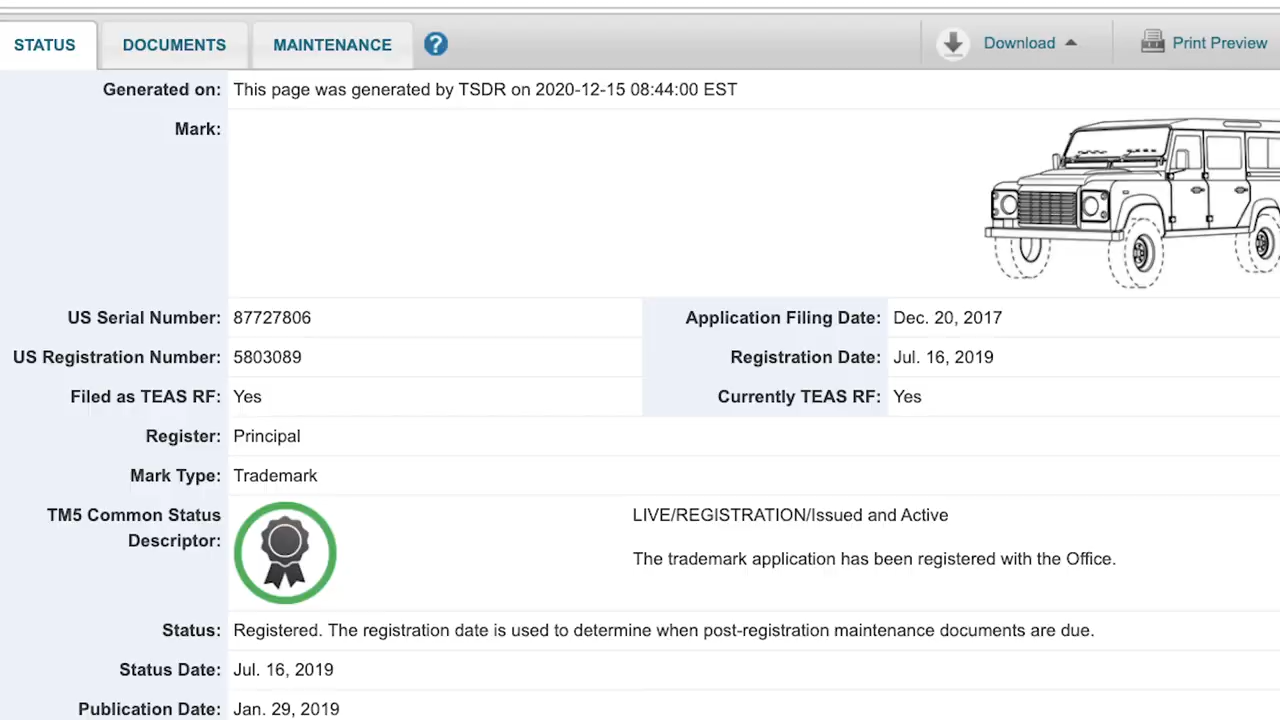 STATUS DOCUMENTS MAINTENANCE ? Download Print Preview
Generated on: This page was generated by TSDR on 2020-12-15 08:44:00 EST
Mark:
US Serial Number: 87727806 Application Filing Date: Dec. 20, 2017
US Registration Number: 5803089 Registration Date: Jul. 16, 2019
Filed as TEAS RF: Yes Currently TEAS RF: Yes
Register: Principal
Mark Type: Trademark
TM5 Common Status Descriptor: LIVE/REGISTRATION/Issued and Active
The trademark application has been registered with the Office.
Status: Registered. The registration date is used to determine when post-registration maintenance documents are due.
Status Date: Jul. 16, 2019
Publication Date: Jan. 29, 2019